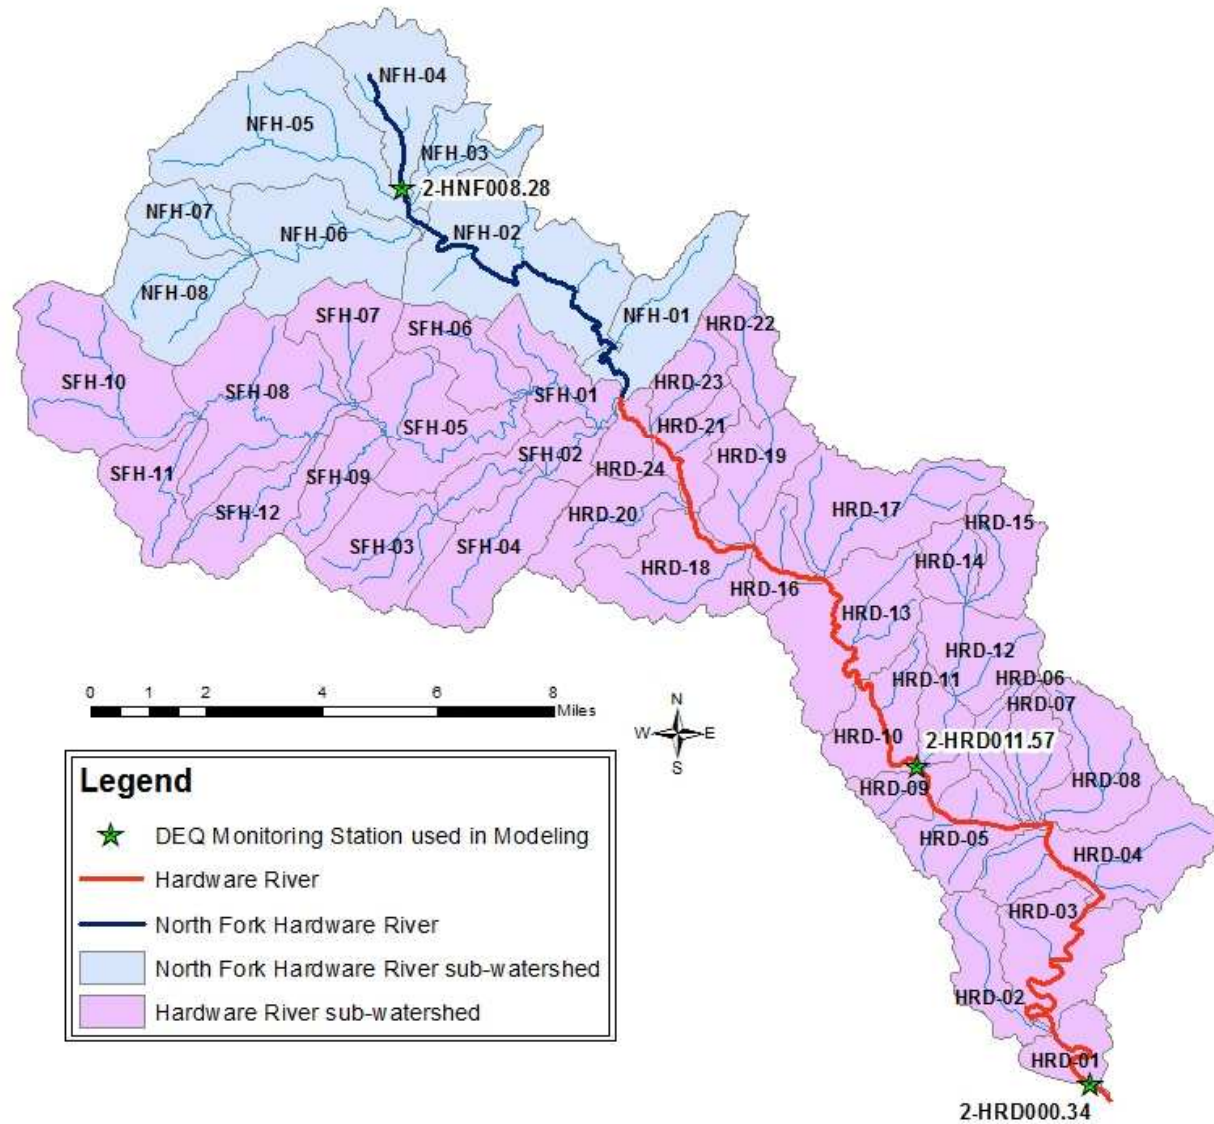 NFH-04
NFH-05
NFH-03
2-HNF008.28
NFH-07
NFH-06
NFH-02
NFH-08
NFH-01
SFH-07
SFH-06
HRD-22
SFH-10
SFH-08
SFH-01
HRD-23
SFH-05
HRD-21
SFH-11
SFH-09
SFH-02
HRD-24
HRD-19
SFH-12
HRD-20
HRD-17
HRD-15
SFH-03
SFH-04
HRD-18
HRD-16
HRD-14
HRD-13
HRD-12
HRD-11
HRD-06
HRD-07
HRD-10
2-HRD011.57
HRD-09
HRD-08
HRD-05
HRD-04
HRD-03
HRD-02
HRD-01
2-HRD000.34
0 1 2 4 6 8
Miles
N
W E
S
Legend
DEQ Monitoring Station used in Modeling
Hardware River
North Fork Hardware River
North Fork Hardware River sub-watershed
Hardware River sub-watershed